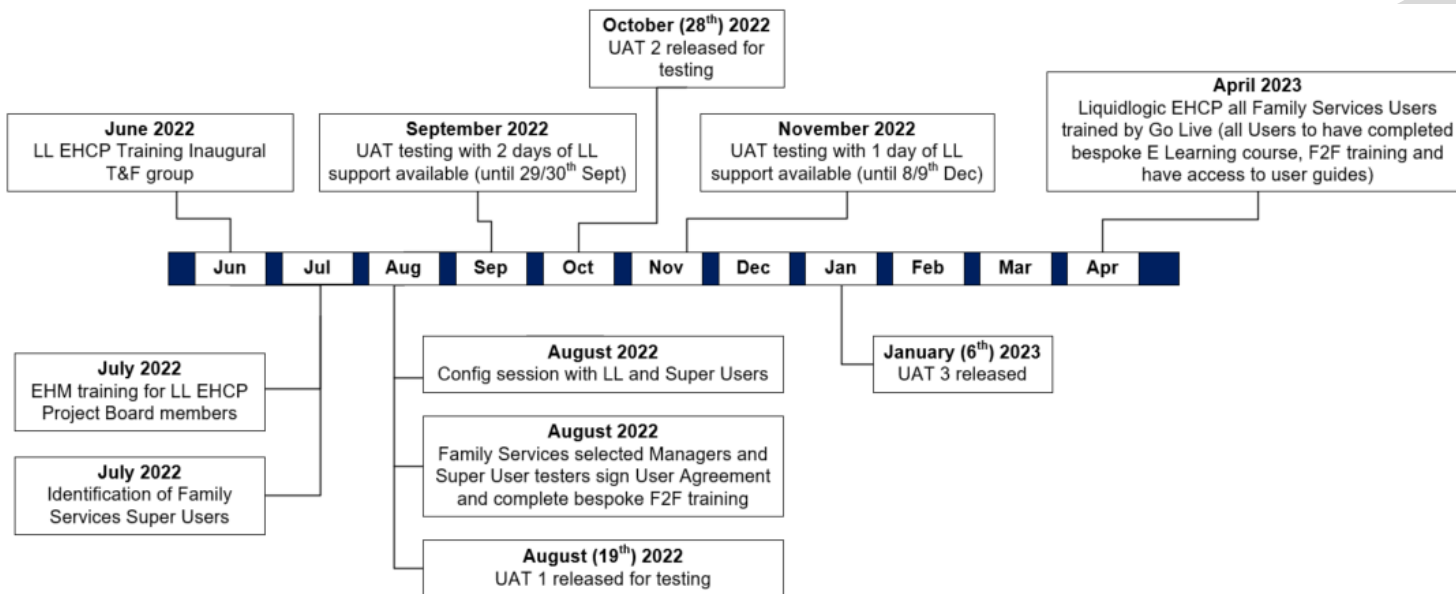 October (28th) 2022
UAT 2 released for
testing
June 2022
LL EHCP Training Inaugural
T&F group
September 2022
UAT testing with 2 days of LL
support available (until 29/30th Sept)
November 2022
UAT testing with 1 day of LL
support available (until 8/9th Dec)
April 2023
Liquidlogic EHCP all Family Services Users
trained by Go Live (all Users to have completed
bespoke E Learning course, F2F training and
have access to user guides)
Jun Jul Aug Sep Oct Nov Dec Jan Feb Mar Apr
July 2022
EHM training for LL EHCP
Project Board members
July 2022
Identification of Family
Services Super Users
August 2022
Config session with LL and Super Users
August 2022
Family Services selected Managers and
Super User testers sign User Agreement
and complete bespoke F2F training
August (19th) 2022
UAT 1 released for testing
January (6th) 2023
UAT 3 released